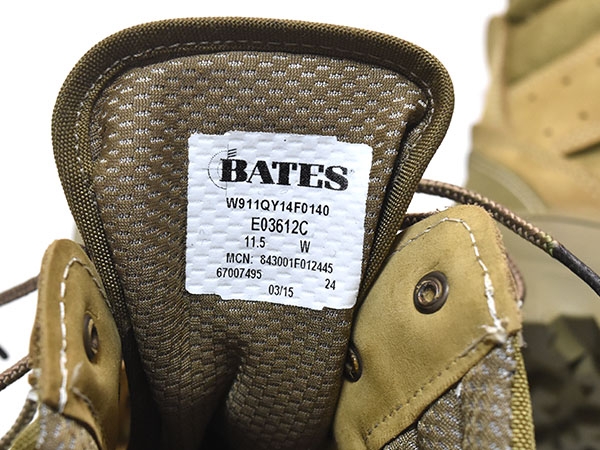 BATES
W911QY14F0140
E03612C
11.5 W
MCN: 843001F012445
67007495 24
03/15